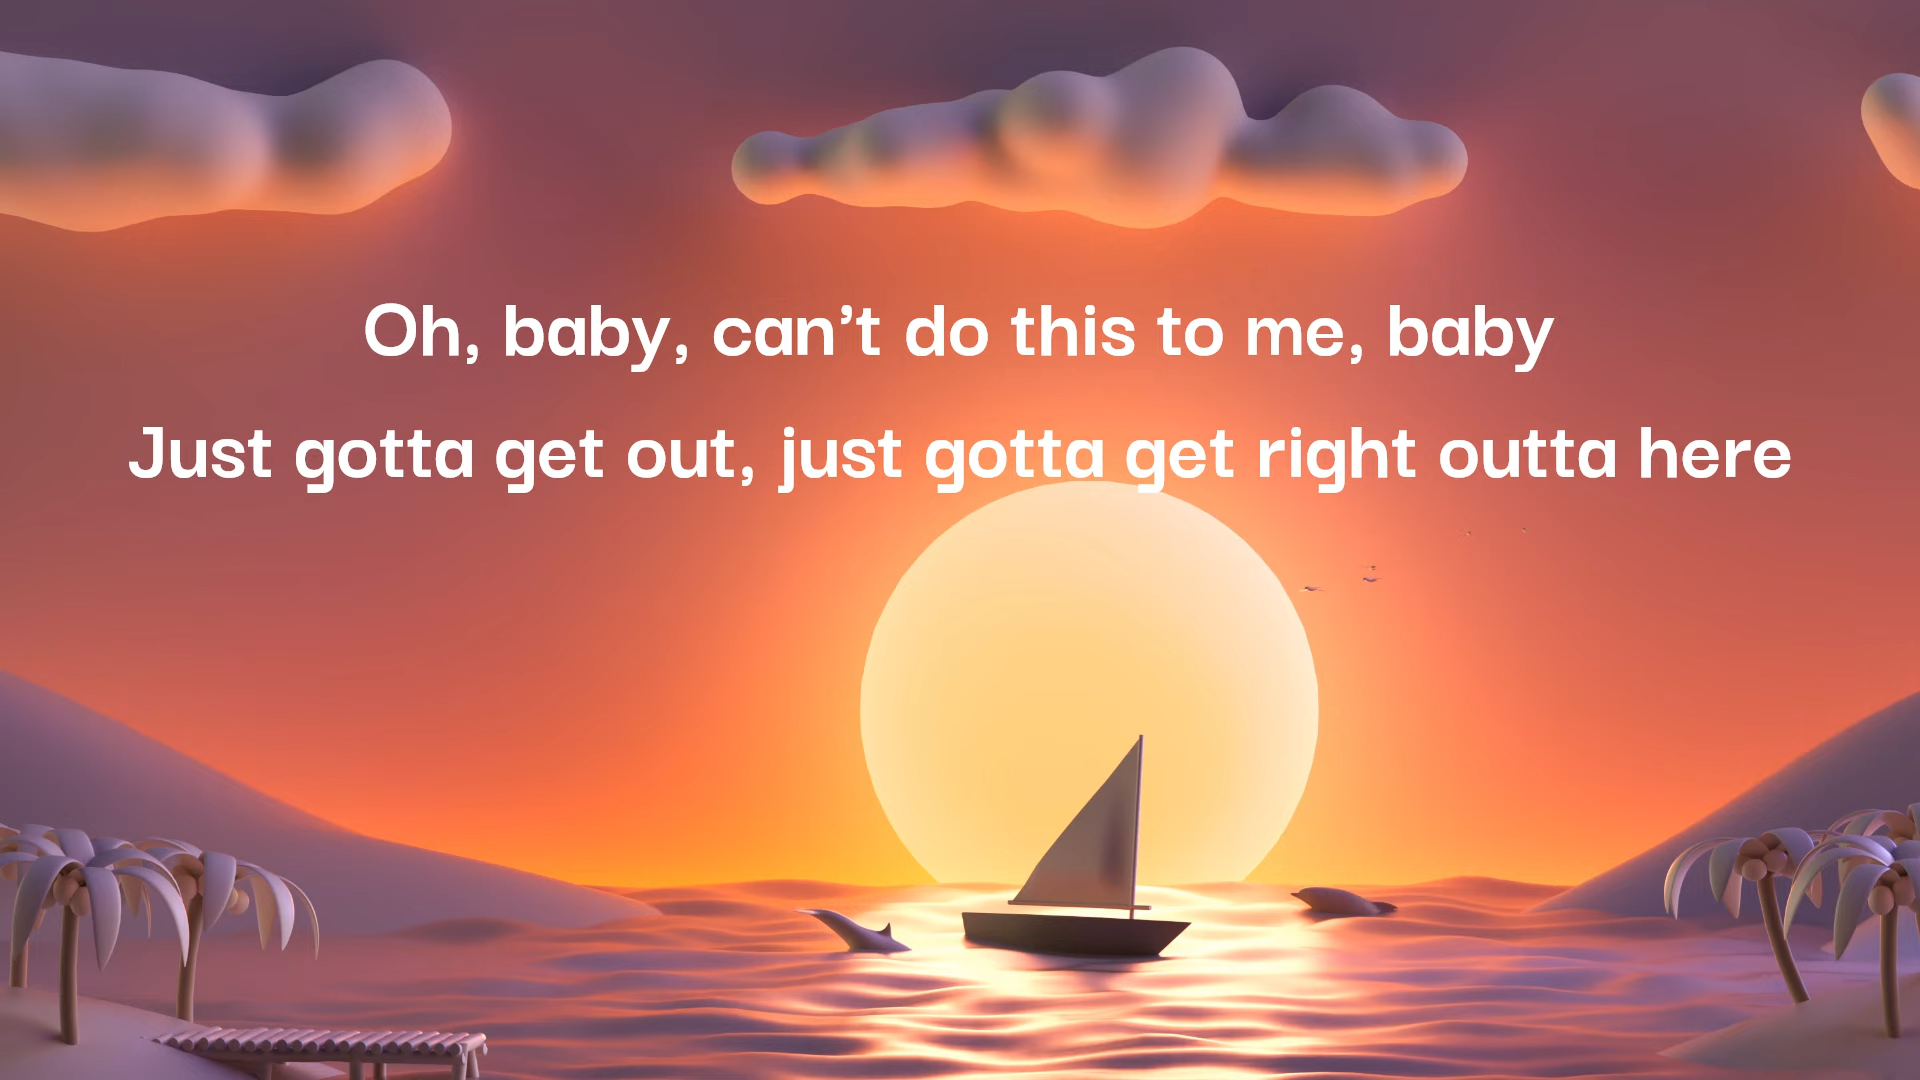 Oh, baby, can’t do this to me, baby
Just gotta get out, just gotta get right outta here